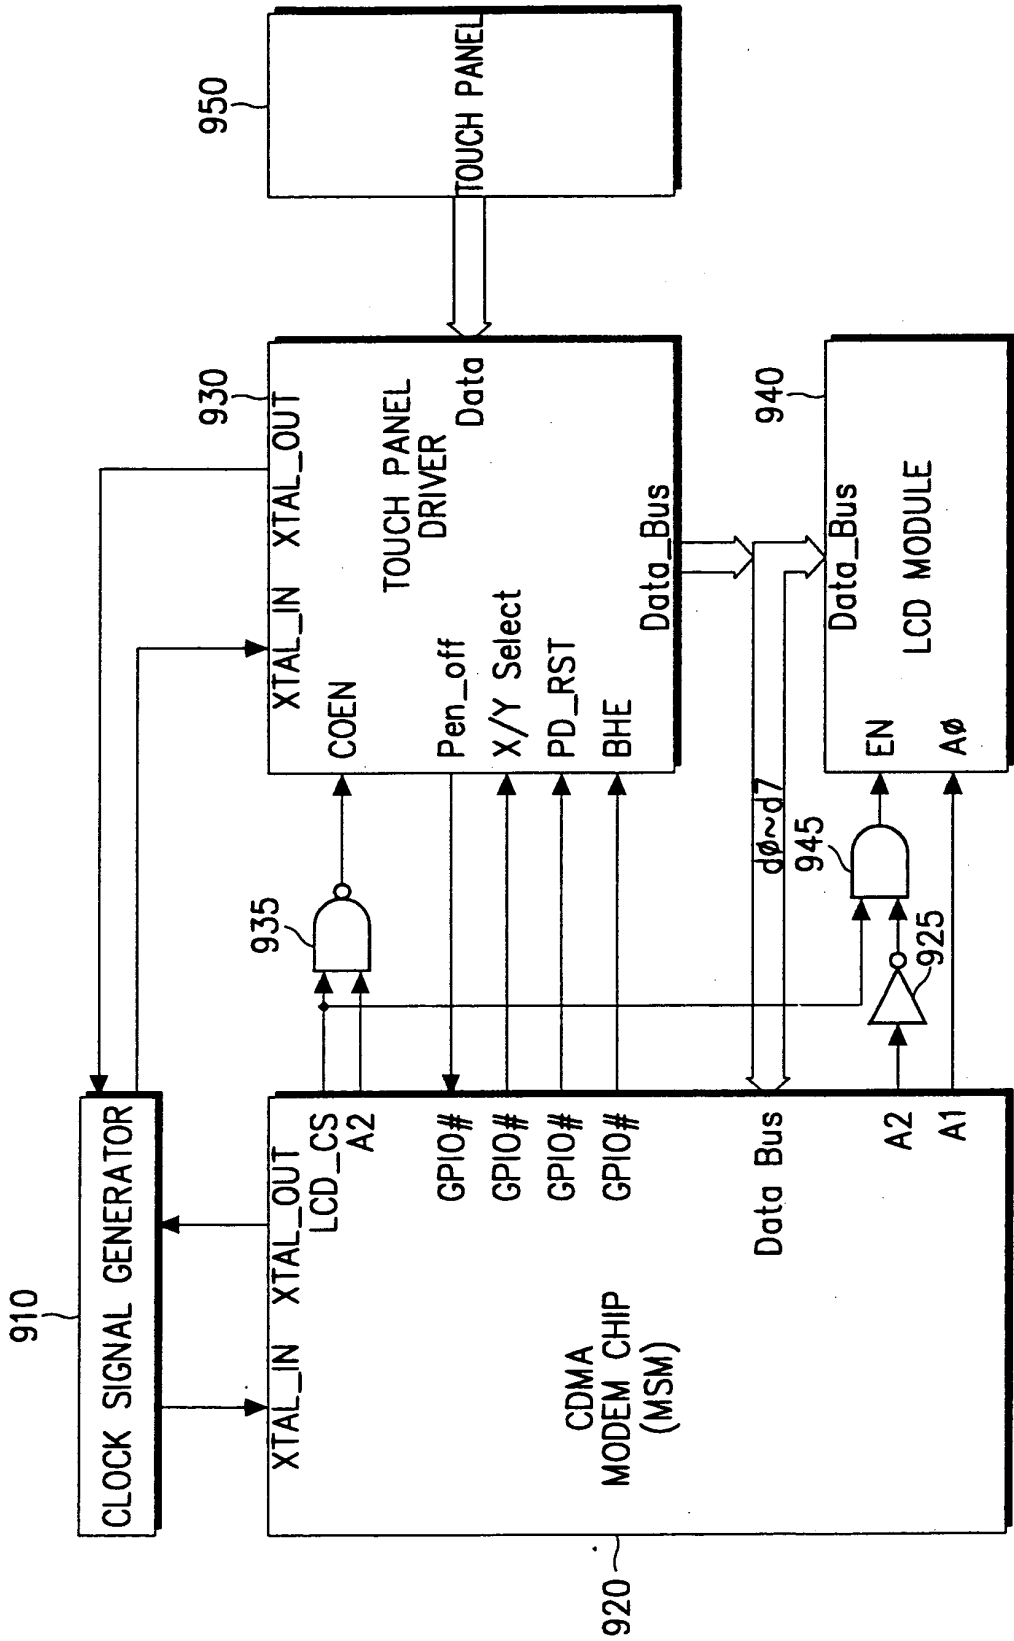 910
CLOCK SIGNAL GENERATOR
920
XTAL_IN
XTAL_OUT
CDMA
MODEM CHIP
(MSM)
LCD_CS
A2
GPIO#
GPIO#
GPIO#
GPIO#
Data Bus
A2
A1
935
925
945
dø~d7
930
XTAL_IN
XTAL_OUT
COEN
TOUCH PANEL
DRIVER
Data
Pen_off
X/Y Select
PD_RST
BHE
Data_Bus
940
Data_Bus
LCD MODULE
EN
Aø
950
TOUCH PANEL